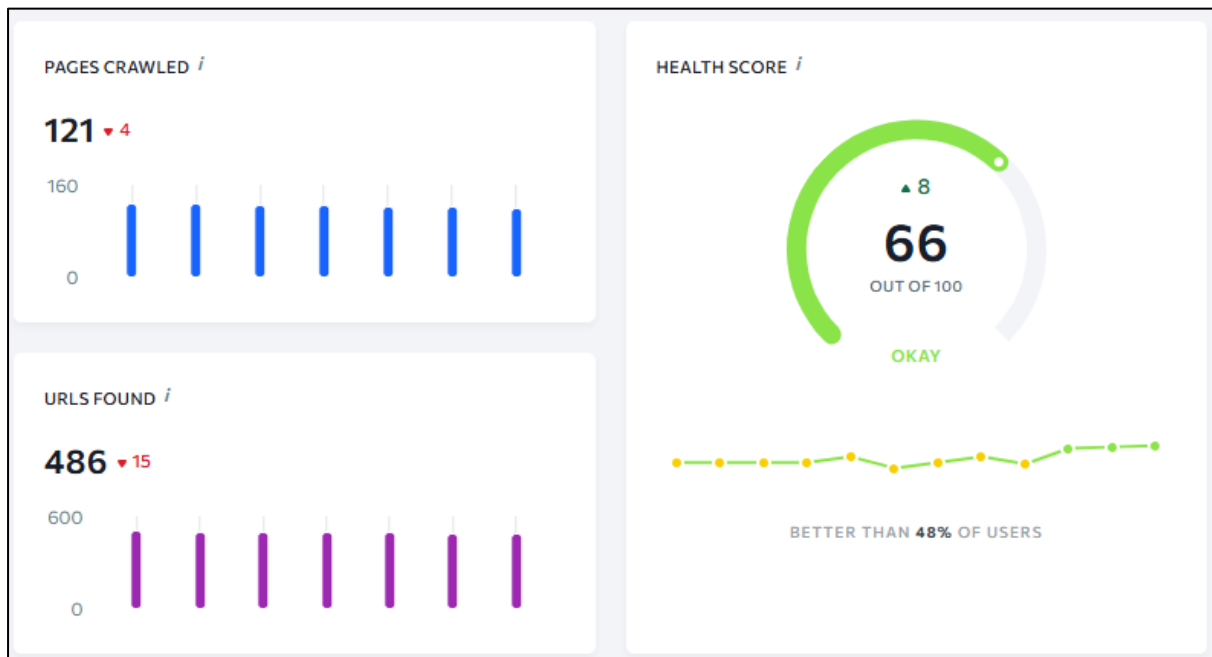 PAGES CRAWLED i
121 ▼ 4
160
0
URLS FOUND i
486 ▼ 15
600
0
HEALTH SCORE i
▲ 8
66
OUT OF 100
OKAY
BETTER THAN 48% OF USERS